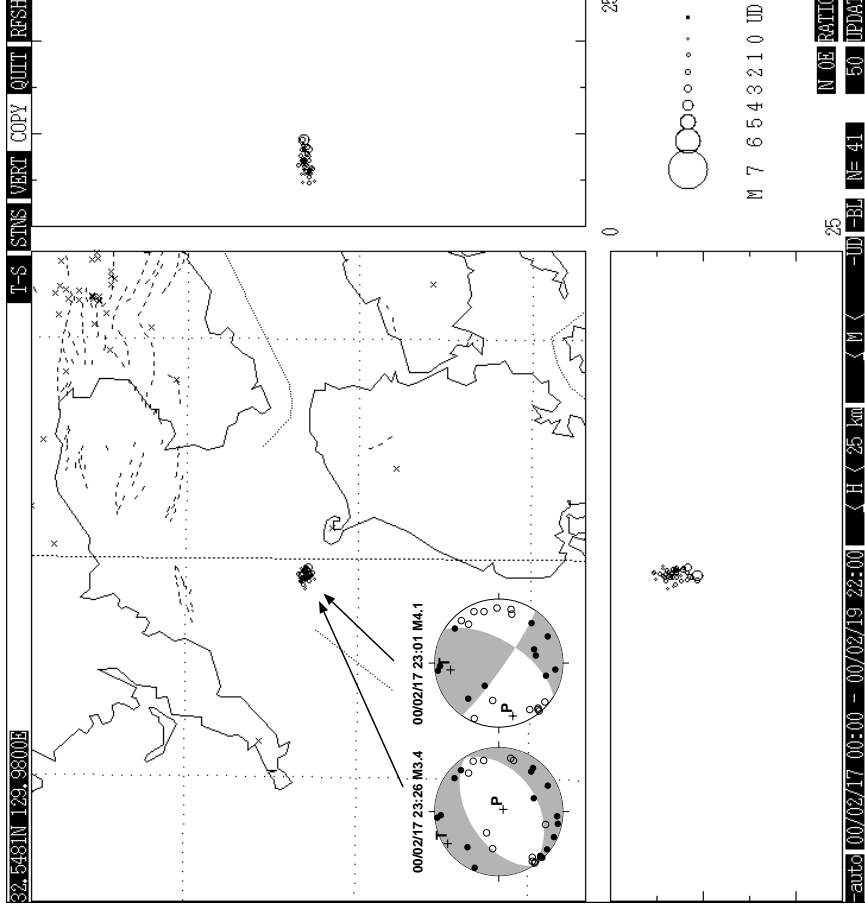 32.5481N 129.9800E T-S STNS VERT COPY QUIT RFSH
00/02/17 23:26 M3.4 00/02/17 23:01 M4.1
T T
P P
0 25
M 7 6 5 4 3 2 1 0 UD
25 N OE RATIO
-auto 00/02/17 00:00 - 00/02/19 22:00 < H < 25 km < M < -UD -BL N= 41 50